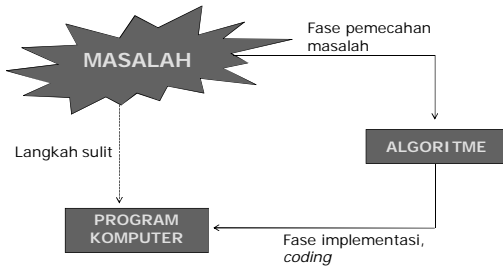 Fase pemecahan
masalah
MASALAH
Langkah sulit
ALGORITME
PROGRAM
KOMPUTER
Fase implementasi,
coding